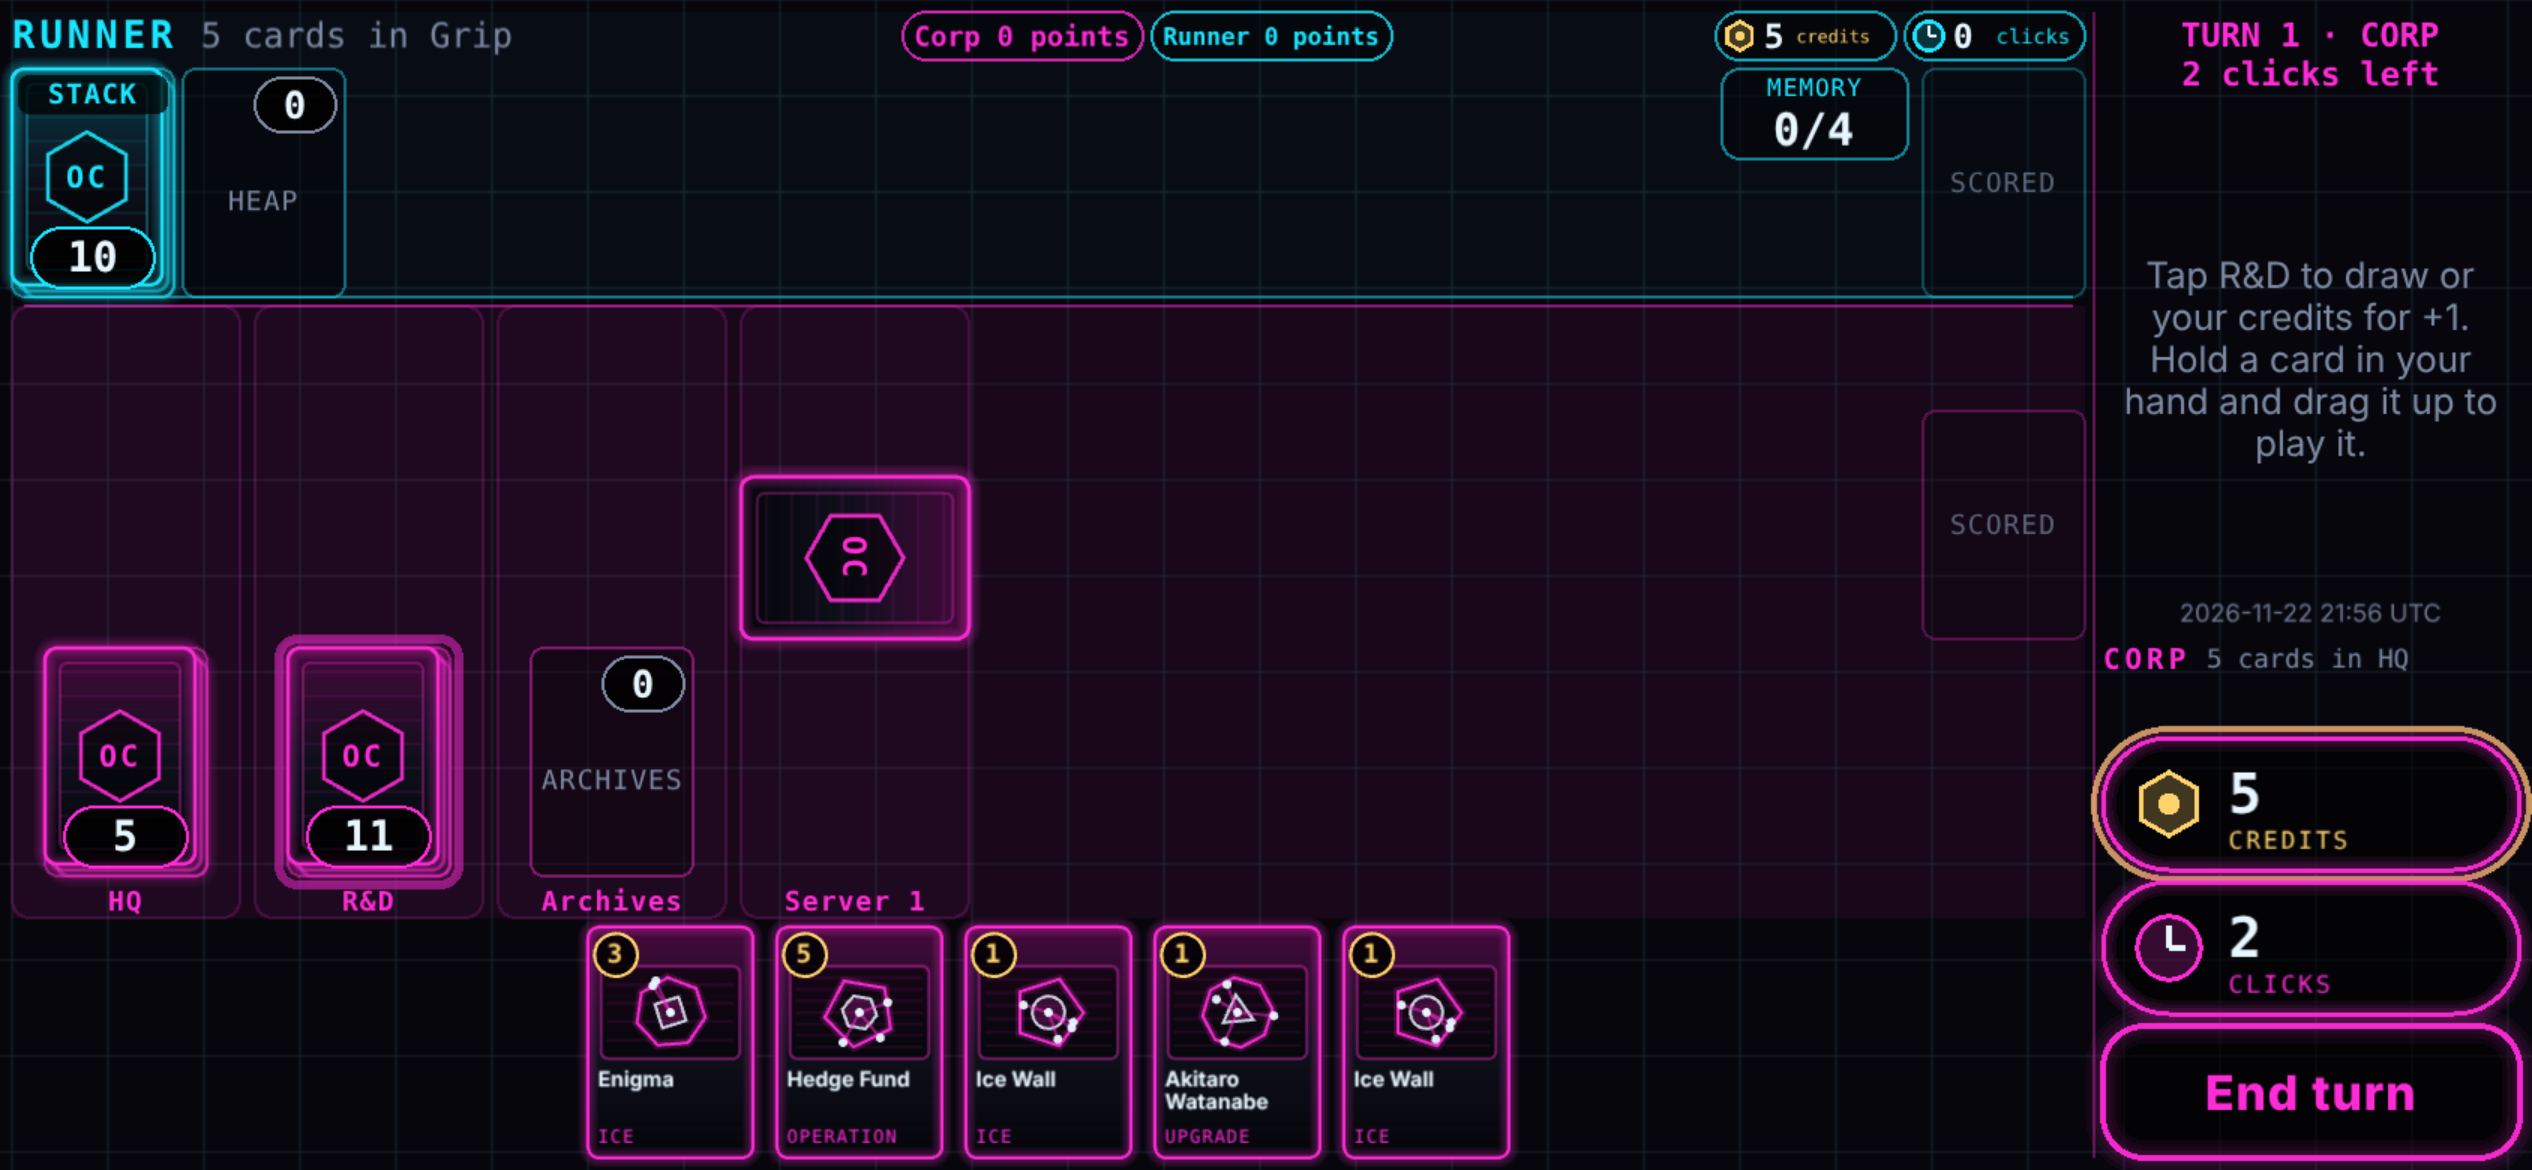 RUNNER 5 cards in Grip
Corp 0 points
Runner 0 points
5 credits
0 clicks
TURN 1 · CORP
2 clicks left
STACK
OC
10
0
HEAP
MEMORY
0/4
SCORED
Tap R&D to draw or
your credits for +1.
Hold a card in your
hand and drag it up to
play it.
OC
SCORED
2026-11-22 21:56 UTC
CORP 5 cards in HQ
OC
5
HQ
OC
11
R&D
0
ARCHIVES
Archives
Server 1
5
CREDITS
2
CLICKS
End turn
3
Enigma
ICE
5
Hedge Fund
OPERATION
1
Ice Wall
ICE
1
Akitaro
Watanabe
UPGRADE
1
Ice Wall
ICE